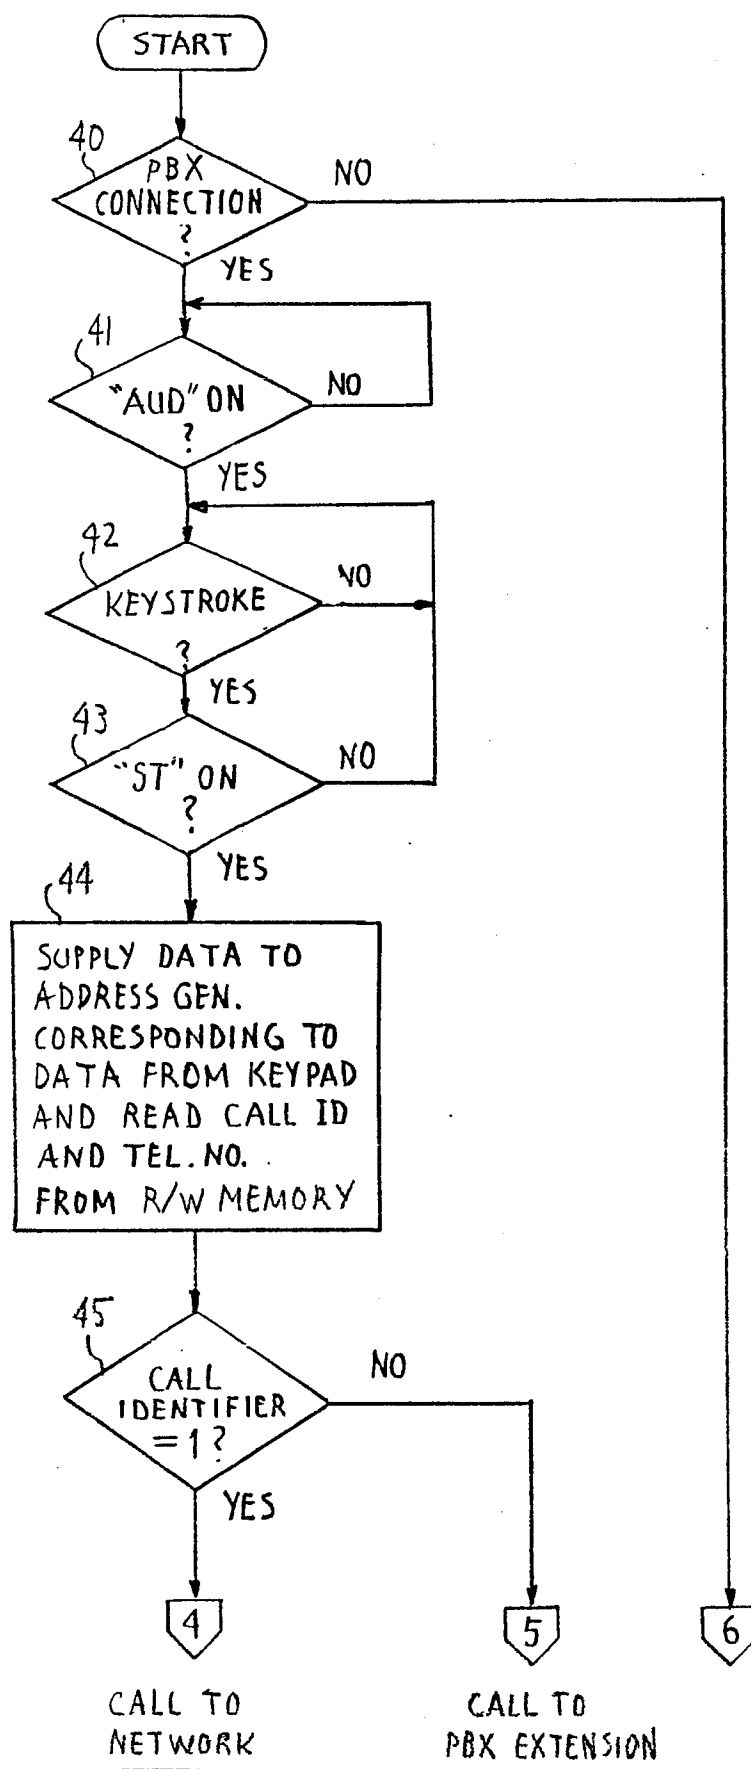 START
40
PBX
CONNECTION
?
NO
YES
41
"AUD" ON
?
NO
YES
42
KEYSTROKE
?
NO
YES
43
"ST" ON
?
NO
YES
44
SUPPLY DATA TO
ADDRESS GEN.
CORRESPONDING TO
DATA FROM KEYPAD
AND READ CALL ID
AND TEL. NO.
FROM R/W MEMORY
45
CALL
IDENTIFIER
=1?
NO
YES
4
5
6
CALL TO
NETWORK
CALL TO
PBX EXTENSION